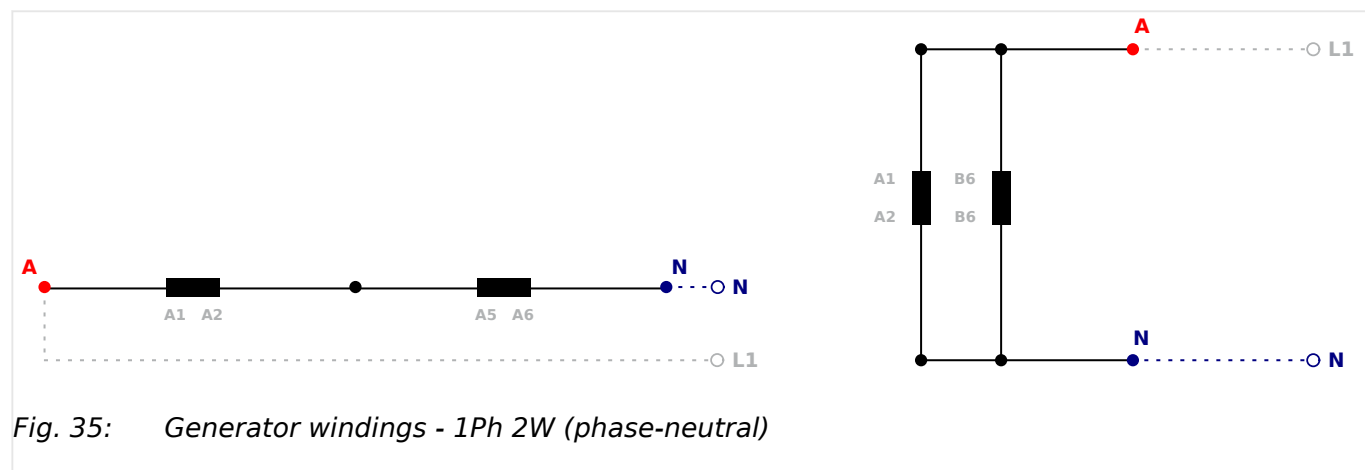 A
L1
A1 B6
A2 B6
A N N
A1 A2 A5 A6
N N
L1
Fig. 35: Generator windings - 1Ph 2W (phase-neutral)